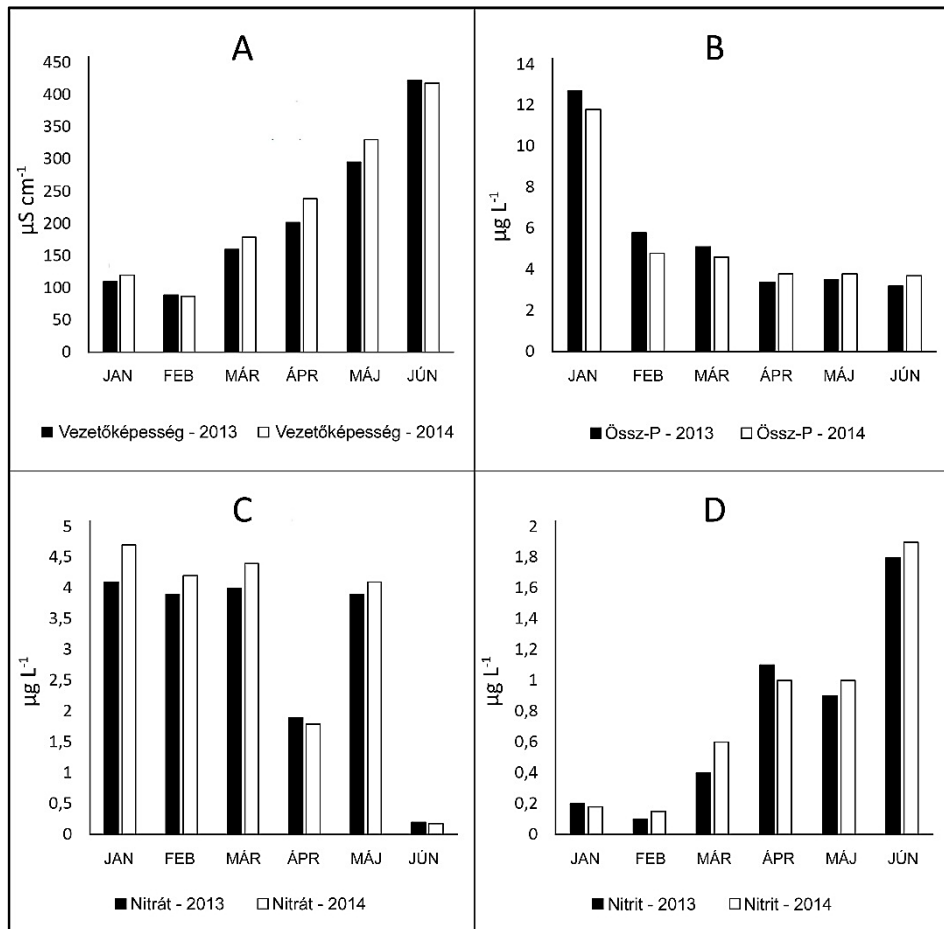 A
450
400
350
300
250
200
150
100
50
0
µS cm-1
JAN FEB MÁR ÁPR MÁJ JÚN
Vezetőképesség - 2013 Vezetőképesség - 2014
B
14
12
10
8
6
4
2
0
µg L-1
JAN FEB MÁR ÁPR MÁJ JÚN
Össz-P - 2013 Össz-P - 2014
C
5
4,5
4
3,5
3
2,5
2
1,5
1
0,5
0
µg L-1
JAN FEB MÁR ÁPR MÁJ JÚN
Nitrát - 2013 Nitrát - 2014
D
2
1,8
1,6
1,4
1,2
1
0,8
0,6
0,4
0,2
0
µg L-1
JAN FEB MÁR ÁPR MÁJ JÚN
Nitrit - 2013 Nitrit - 2014